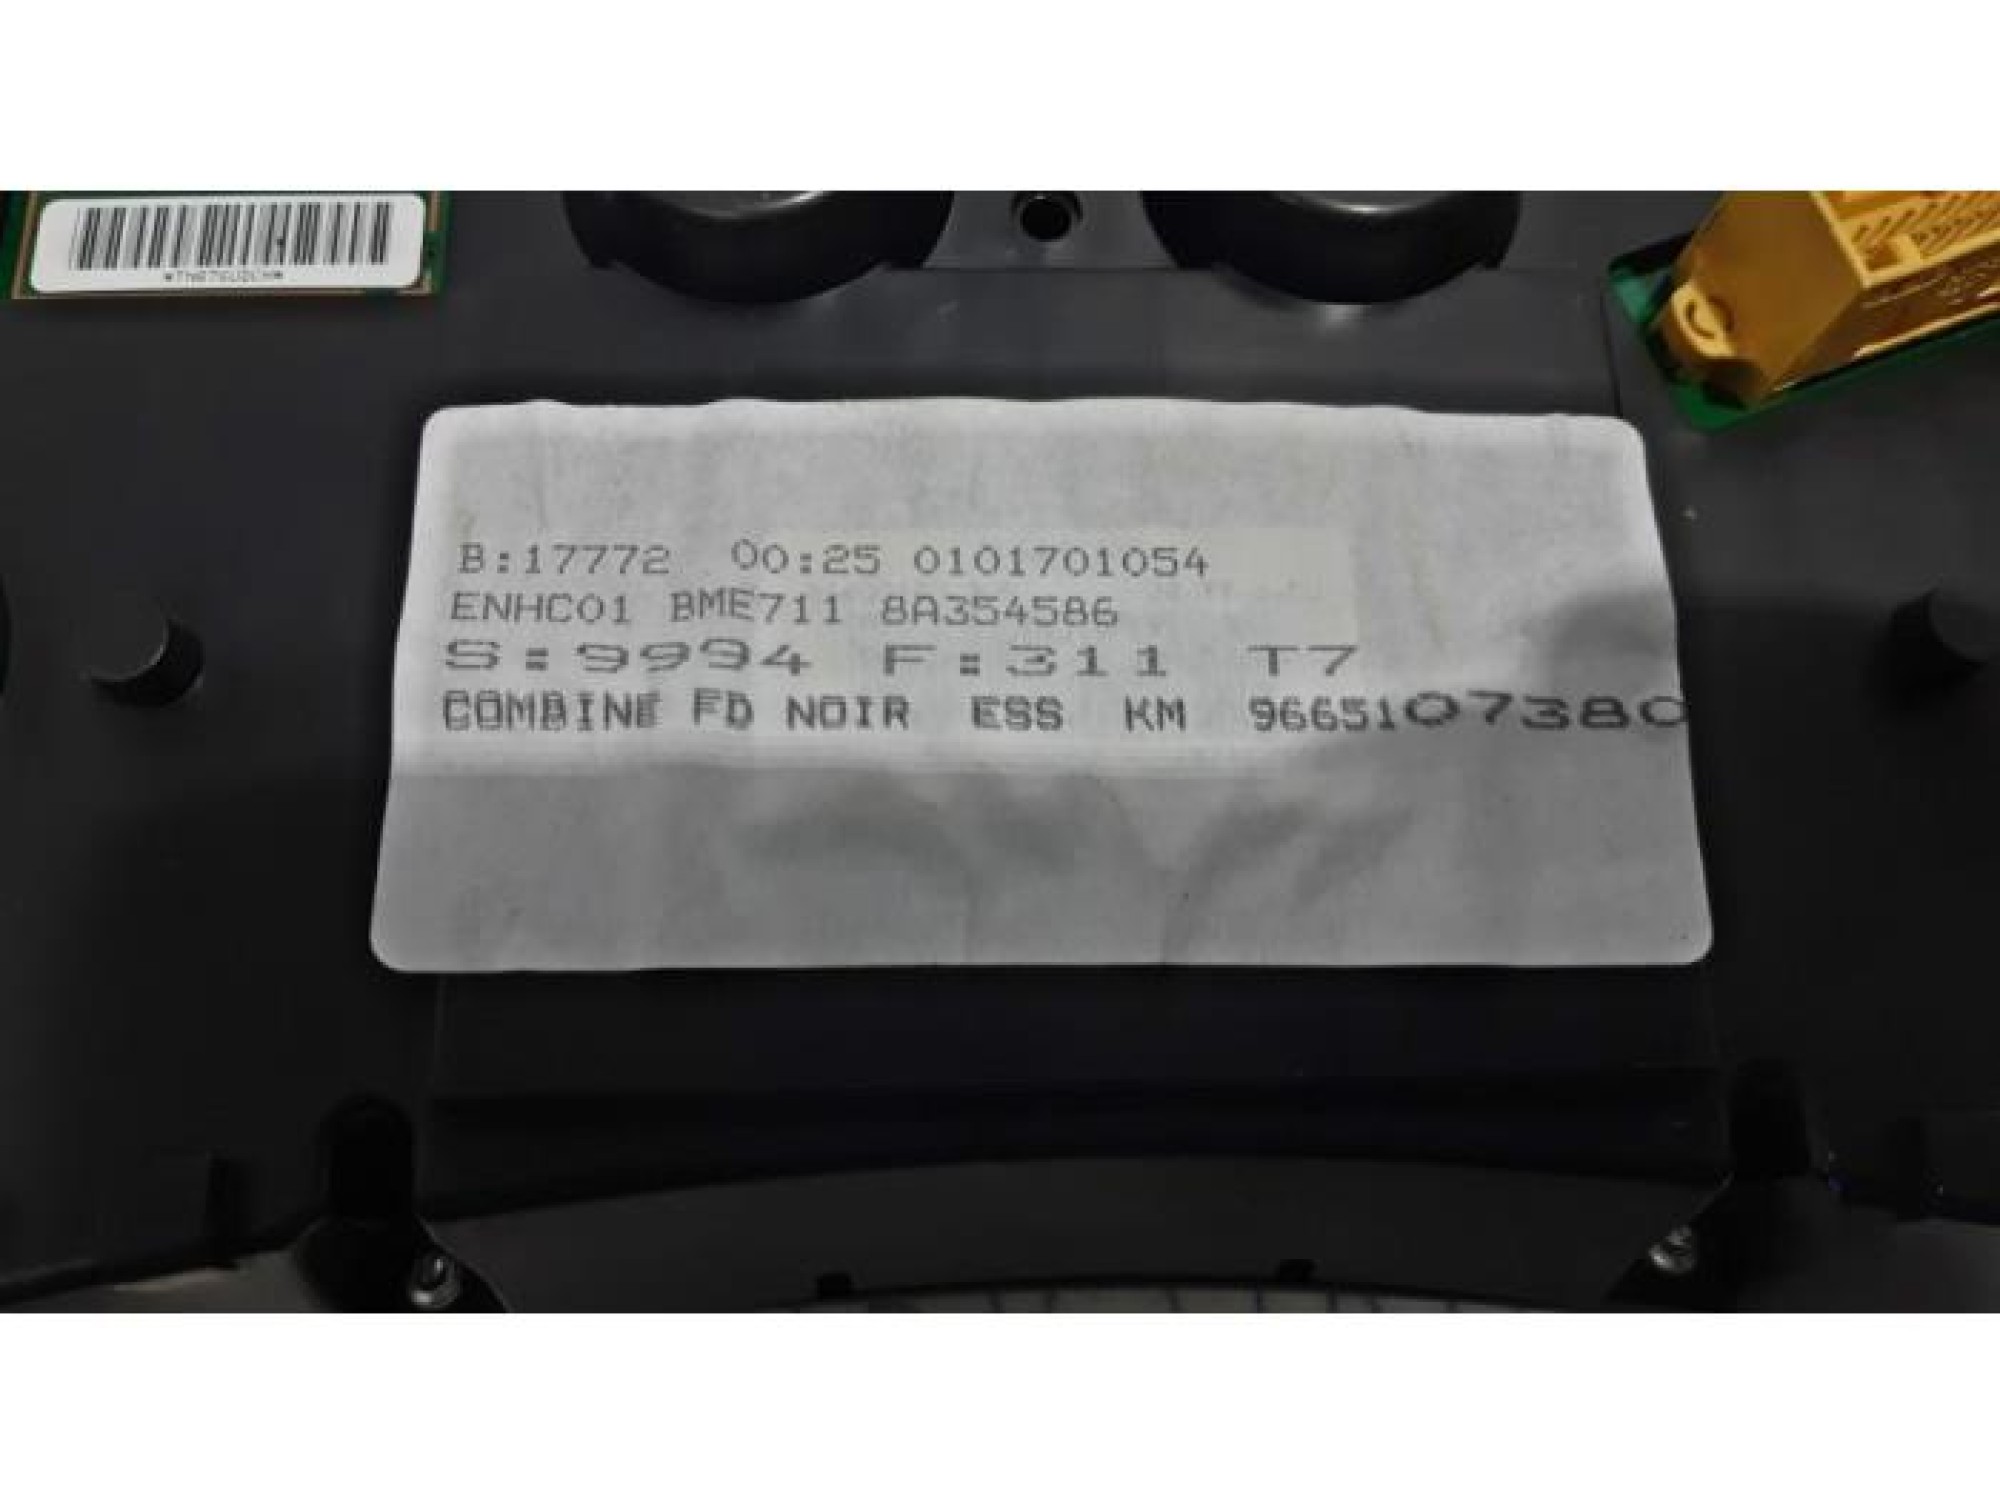 B:17772 00:25 0101701054
ENHC01 BME711 8A354586
S:9994 F:311 T7
COMBINE FD NOIR ESS KM 9665107380